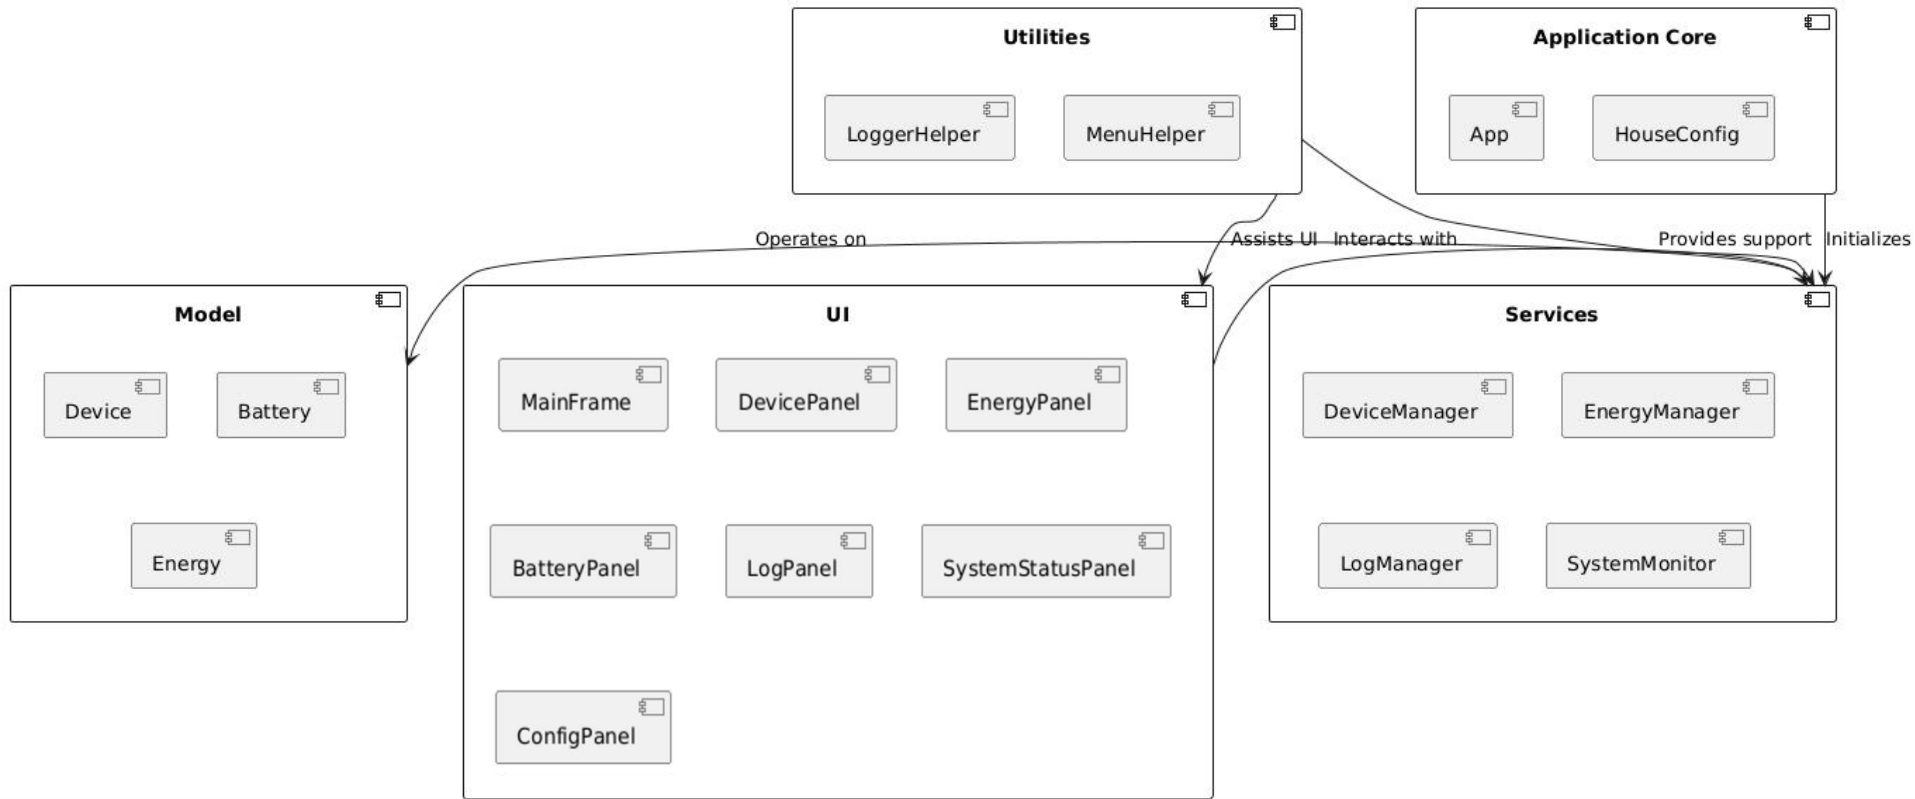 Utilities
Application Core
LoggerHelper
MenuHelper
App
HouseConfig
Operates on
Assists UI
Interacts with
Provides support
Initializes
Model
UI
Services
Device
Battery
MainFrame
DevicePanel
EnergyPanel
DeviceManager
EnergyManager
Energy
BatteryPanel
LogPanel
SystemStatusPanel
LogManager
SystemMonitor
ConfigPanel